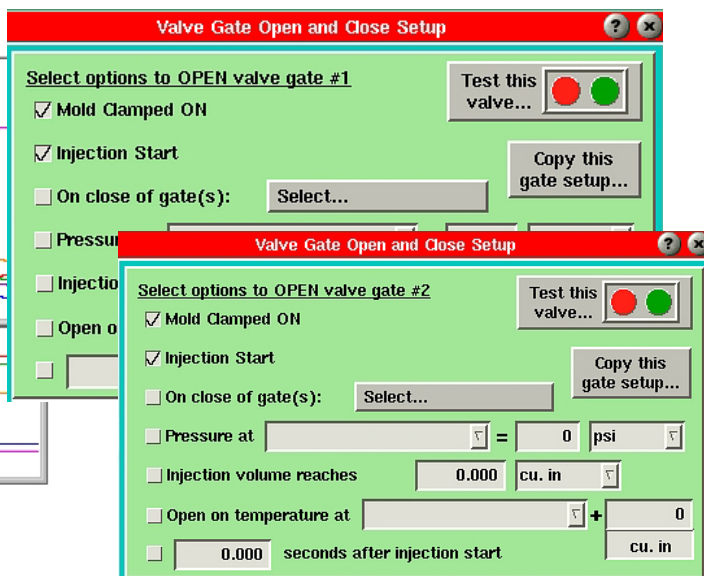 Valve Gate Open and Close Setup ?
Select options to OPEN valve gate #1
Test this
valve...
Mold Clamped ON
Injection Start
Copy this
gate setup...
On close of gate(s): Select...
Pressu
Injectio
Open o
Valve Gate Open and Close Setup ?
Select options to OPEN valve gate #2
Test this
valve...
Mold Clamped ON
Injection Start
Copy this
gate setup...
On close of gate(s): Select...
Pressure at = 0 psi
Injection volume reaches 0.000 cu. in
Open on temperature at + 0
cu. in
0.000 seconds after injection start